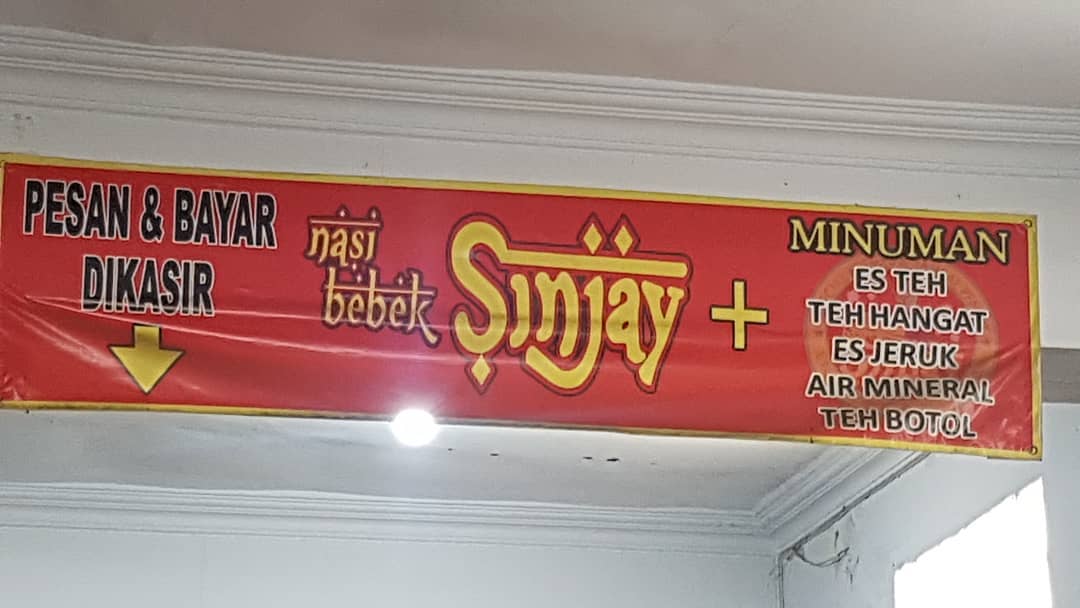 PESAN & BAYAR
DIKASIR
nasi
bebek
Sinjay
+
MINUMAN
ES TEH
TEH HANGAT
ES JERUK
AIR MINERAL
TEH BOTOL